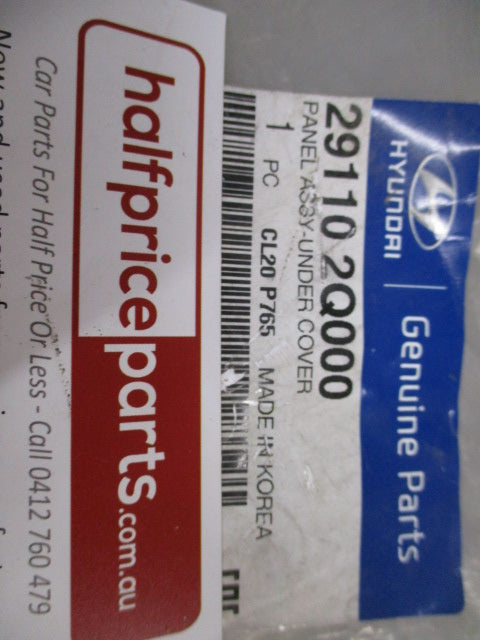 HYUNDAI | Genuine Parts
29110 2Q000
PANEL ASSY-UNDER COVER
1 PC CL20 P765 MADE IN KOREA
halfpriceparts.com.au
Car Parts For Half Price Or Less - Call 0412 760 479